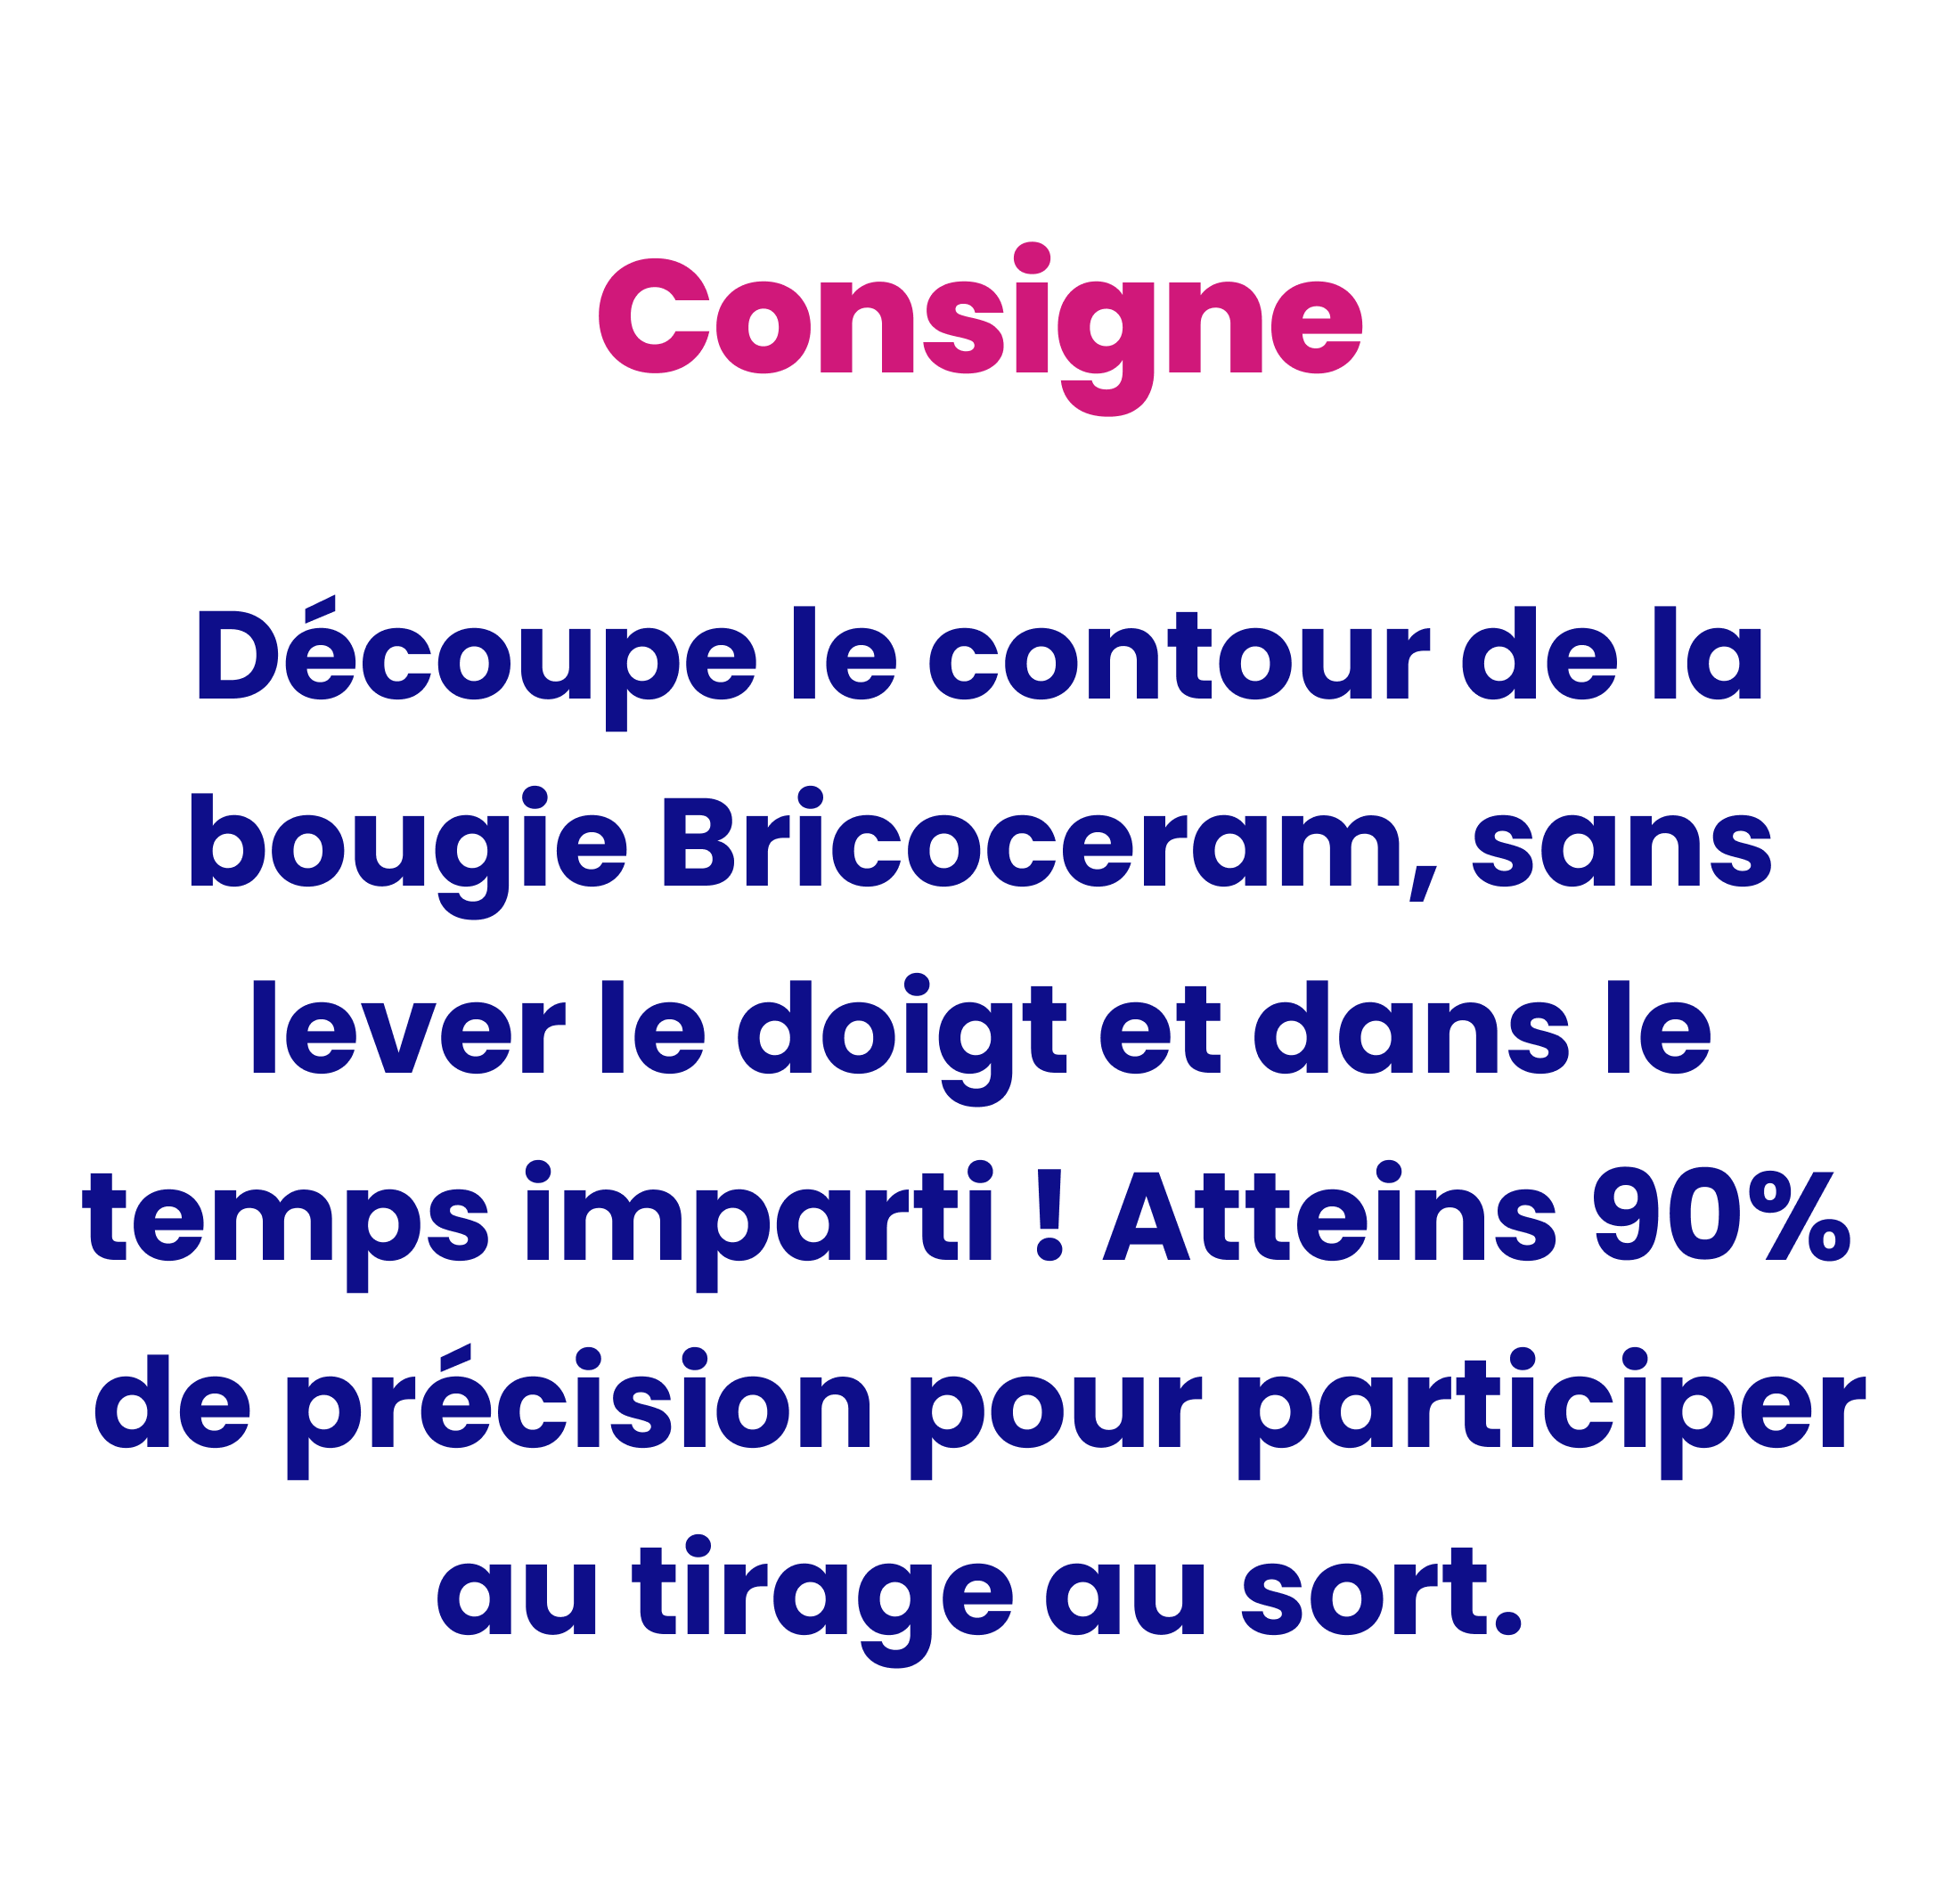 Consigne
Découpe le contour de la
bougie Bricoceram, sans
lever le doigt et dans le
temps imparti ! Atteins 90%
de précision pour participer
au tirage au sort.